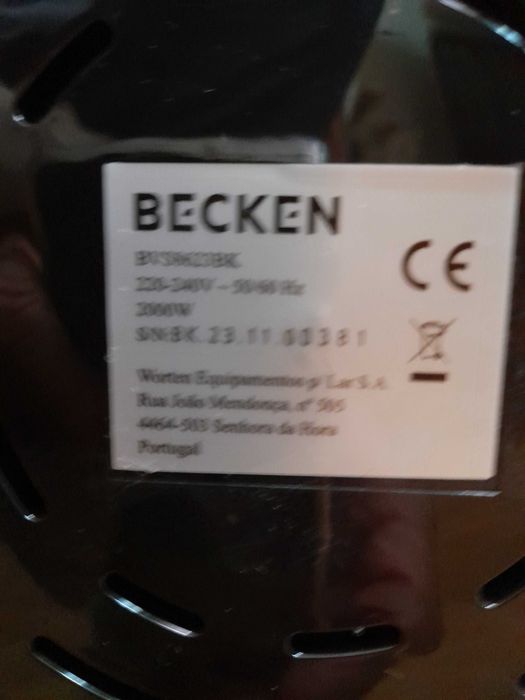 BECKEN
CE
220-240V ~ 50/60 Hz
2000W
SN:BK.23.11.00381
Worten Equipamentos p/ Lar S.A.
Rua João Mendonça, nº 505
4464-503 Senhora da Hora
Portugal